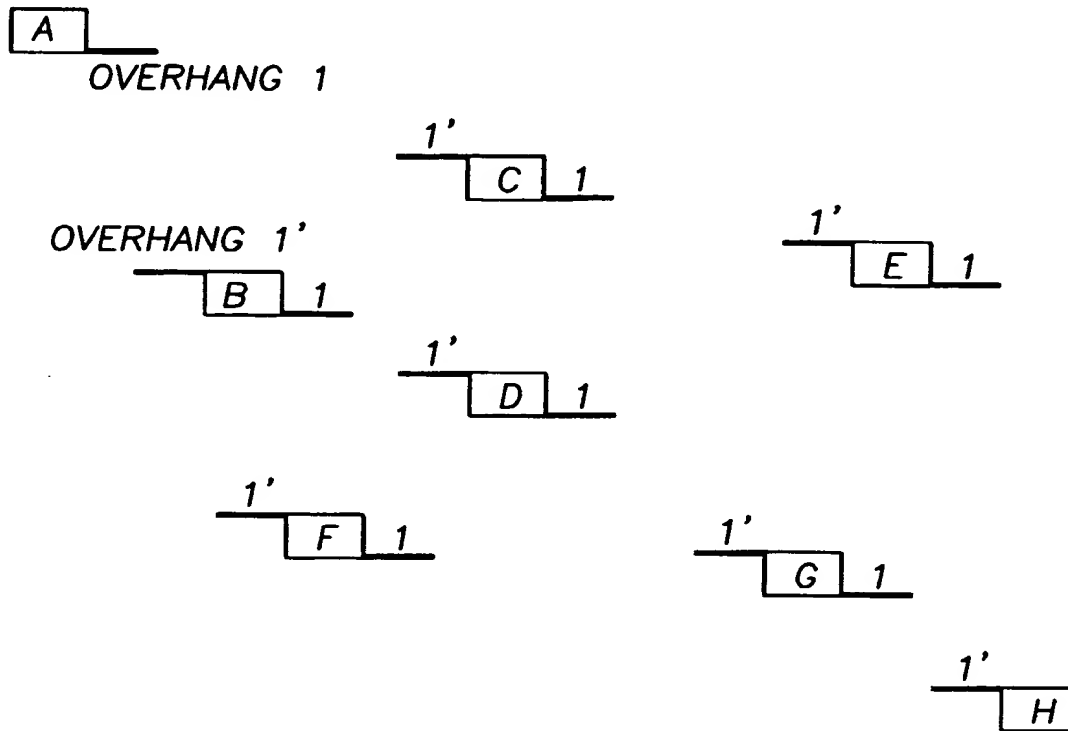 A
OVERHANG 1
1'
C 1
OVERHANG 1'
1'
E 1
B 1
1'
D 1
1'
F 1
1'
G 1
1'
H